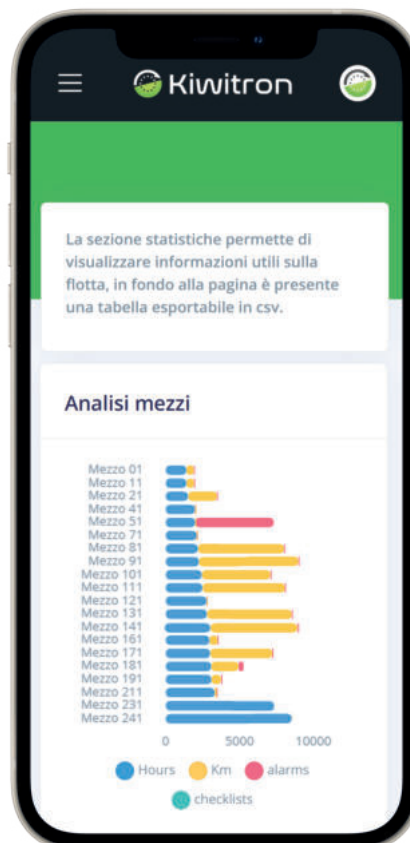 Kiwitron
La sezione statistiche permette di
visualizzare informazioni utili sulla
flotta, in fondo alla pagina è presente
una tabella esportabile in csv.
Analisi mezzi
Mezzo 01
Mezzo 11
Mezzo 21
Mezzo 41
Mezzo 51
Mezzo 71
Mezzo 81
Mezzo 91
Mezzo 101
Mezzo 111
Mezzo 121
Mezzo 131
Mezzo 141
Mezzo 161
Mezzo 171
Mezzo 181
Mezzo 191
Mezzo 211
Mezzo 231
Mezzo 241
0 5000 10000
Hours Km alarms
checklists